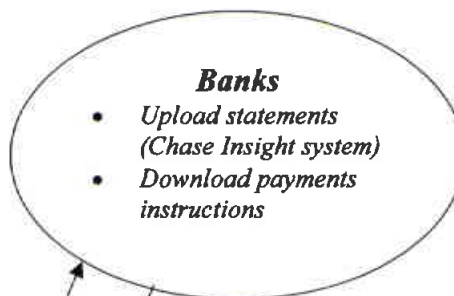 Banks
• Upload statements
(Chase Insight system)
• Download payments
instructions